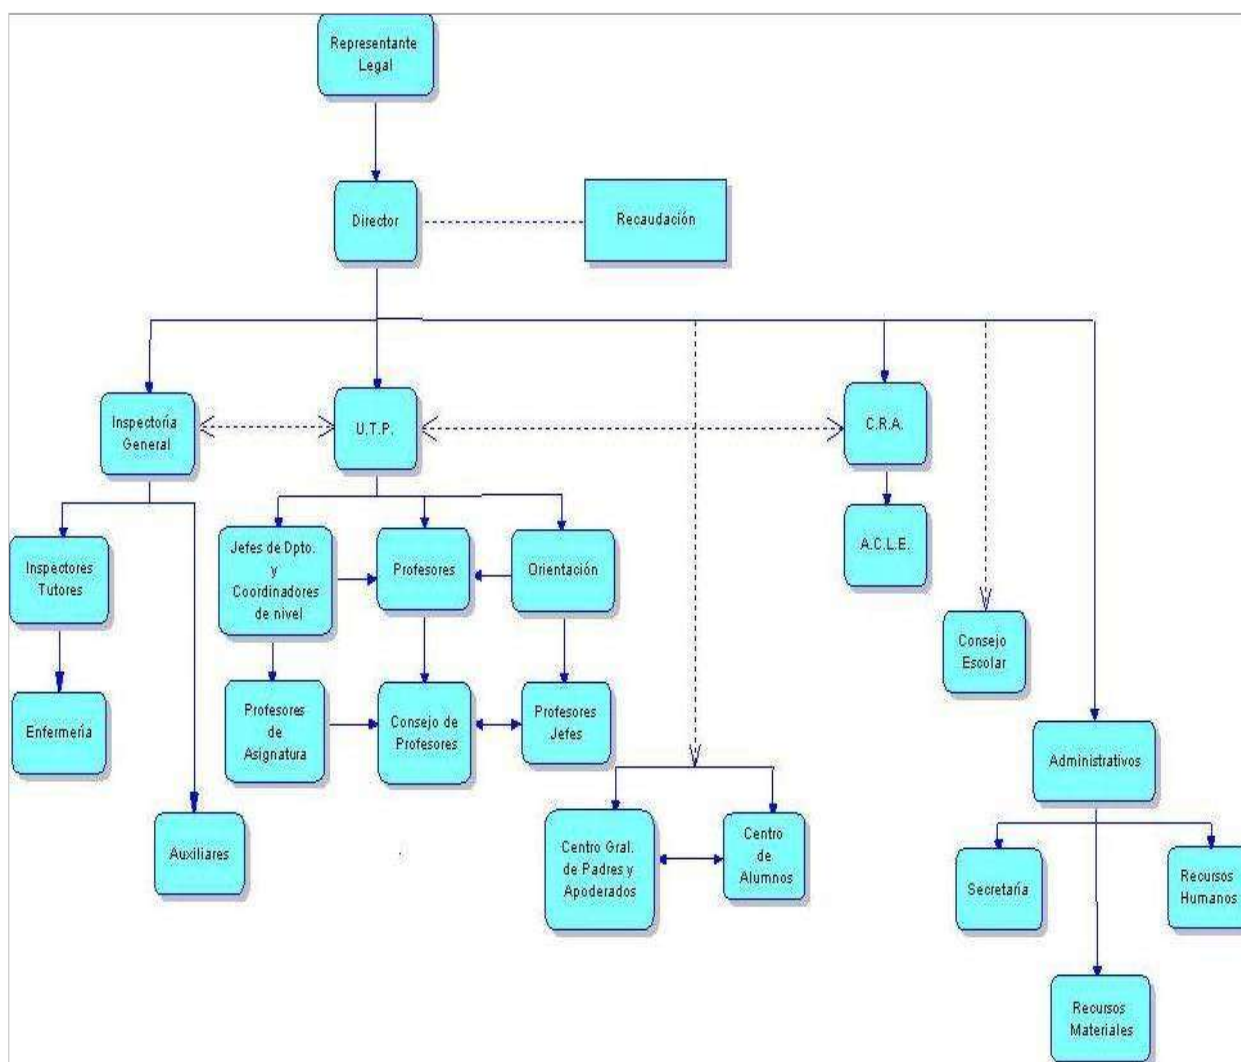 Representante
Legal
Director
Recaudación
Inspectoría
General
U.T.P.
C.R.A.
Inspectores
Tutores
Jefes de Dpto.
y
Coordinadores
de nivel
Profesores
Orientación
A.C.L.E.
Consejo
Escolar
Enfermería
Profesores
de
Asignatura
Consejo de
Profesores
Profesores
Jefes
Administrativos
Auxiliares
Centro Gral.
de Padres y
Apoderados
Centro
de
Alumnos
Secretaría
Recursos
Humanos
Recursos
Materiales